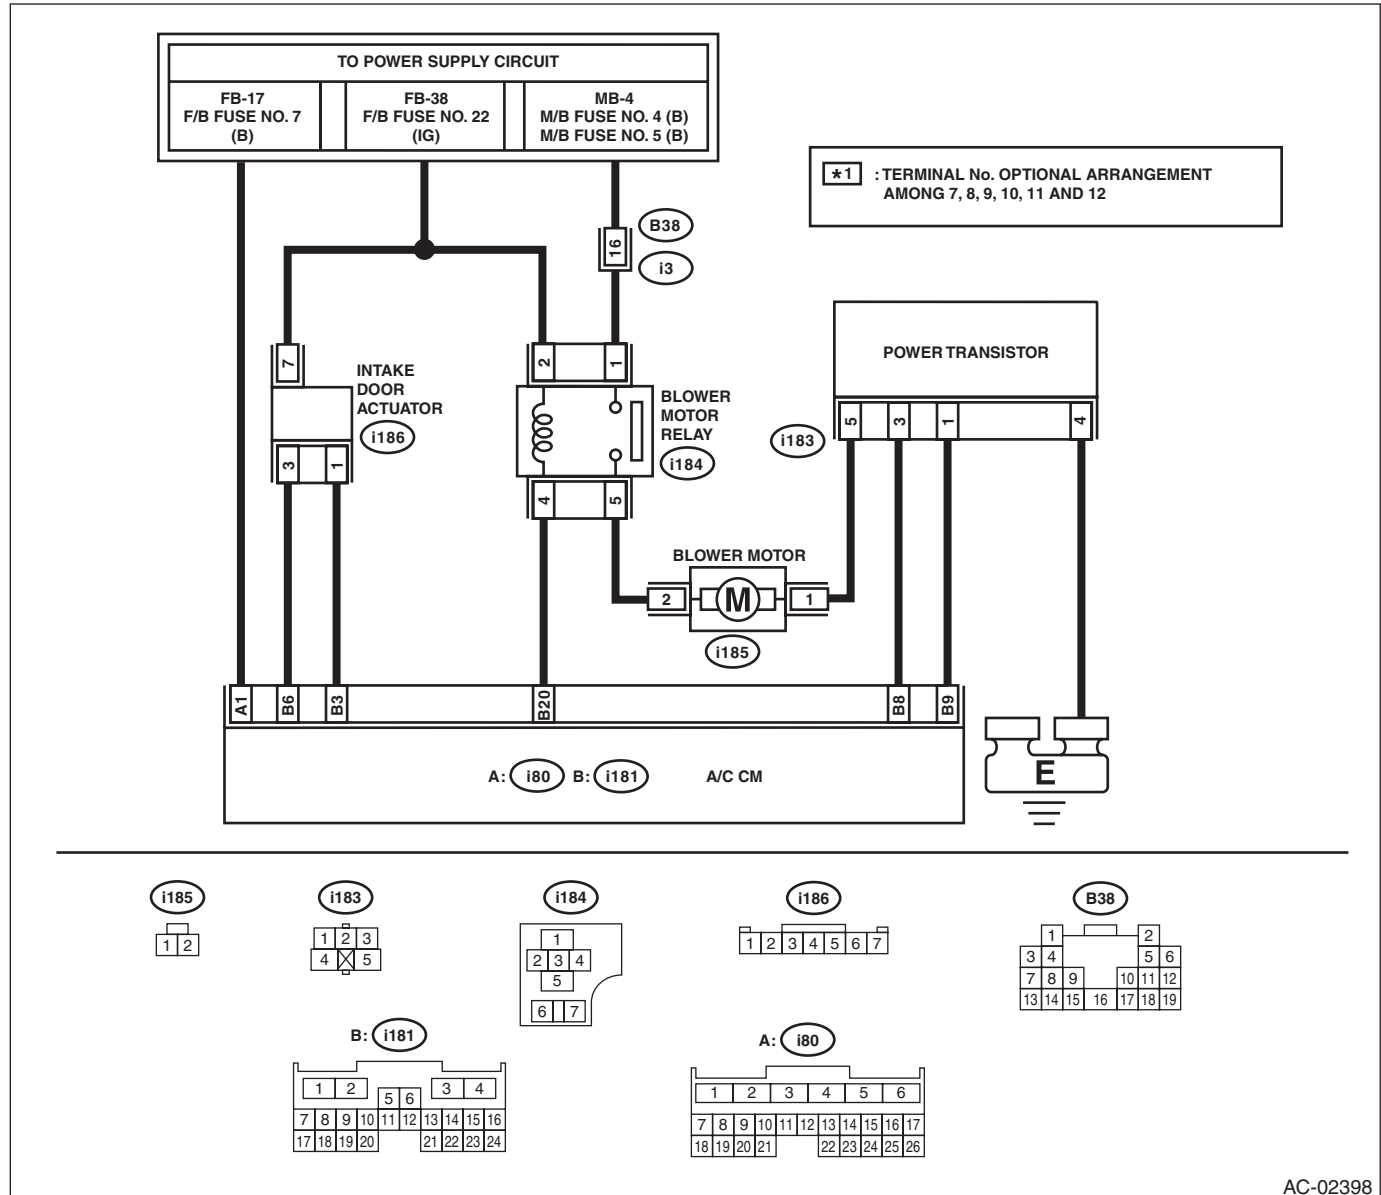 TO POWER SUPPLY CIRCUIT
FB-17
F/B FUSE NO. 7
(B)
FB-38
F/B FUSE NO. 22
(IG)
MB-4
M/B FUSE NO. 4 (B)
M/B FUSE NO. 5 (B)
*1 : TERMINAL No. OPTIONAL ARRANGEMENT
AMONG 7, 8, 9, 10, 11 AND 12
B38
16
i3
POWER TRANSISTOR
7
INTAKE
DOOR
ACTUATOR
i186
2 1
BLOWER
MOTOR
RELAY
i184
i183
5 3 1 4
3 1
4 5
BLOWER MOTOR
2 M 1
i185
A1 B6 B3 B20 B8 B9
A: i80 B: i181 A/C CM
E
i185
1 2
i183
1 2 3
4 5
i184
1
2 3 4
5
6 7
i186
1 2 3 4 5 6 7
B38
1 2
3 4 5 6
7 8 9 10 11 12
13 14 15 16 17 18 19
B: i181
1 2 3 4
5 6
7 8 9 10 11 12 13 14 15 16
17 18 19 20 21 22 23 24
A: i80
1 2 3 4 5 6
7 8 9 10 11 12 13 14 15 16 17
18 19 20 21 22 23 24 25 26
AC-02398